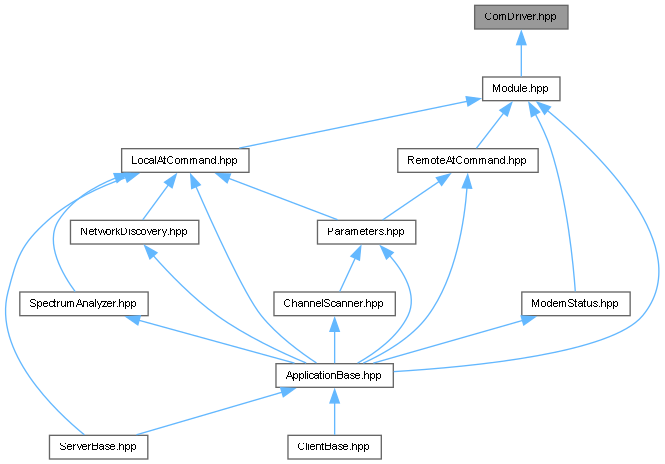 ComDriver.hpp
Module.hpp
LocalAtCommand.hpp
RemoteAtCommand.hpp
NetworkDiscovery.hpp
Parameters.hpp
SpectrumAnalyzer.hpp
ChannelScanner.hpp
ModemStatus.hpp
ApplicationBase.hpp
ServerBase.hpp
ClientBase.hpp